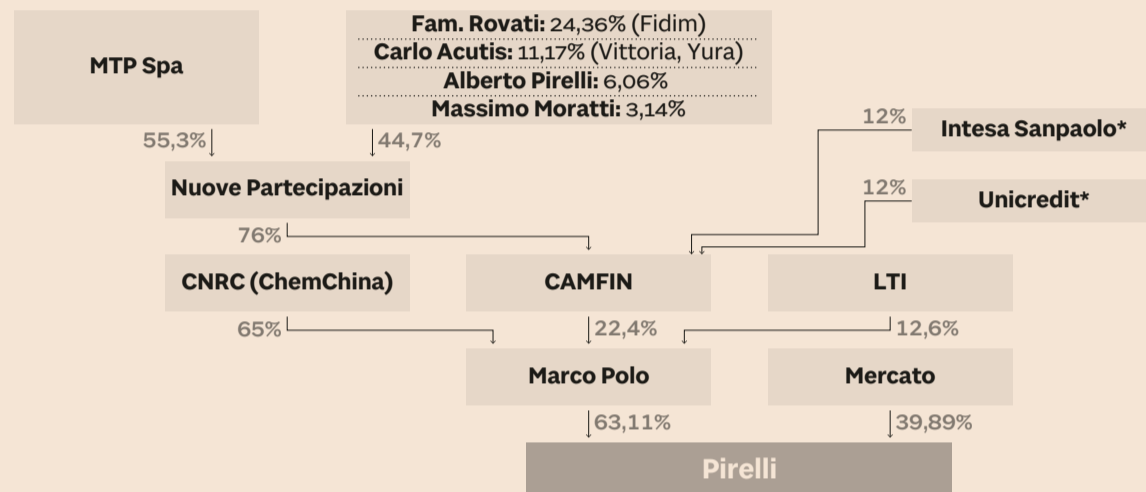 MTP Spa
Fam. Rovati: 24,36% (Fidim)
Carlo Acutis: 11,17% (Vittoria, Yura)
Alberto Pirelli: 6,06%
Massimo Moratti: 3,14%
55,3%
44,7%
12%
Intesa Sanpaolo*
Nuove Partecipazioni
12%
Unicredit*
76%
CNRC (ChemChina)
CAMFIN
LTI
65%
22,4%
12,6%
Marco Polo
Mercato
63,11%
39,89%
Pirelli